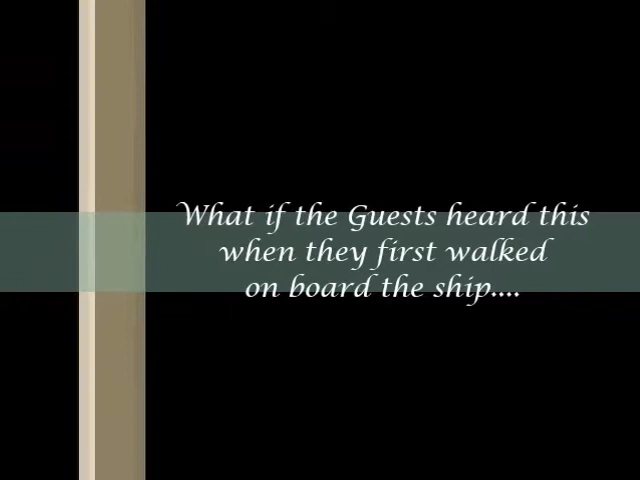 What if the Guests heard this
when they first walked
on board the ship....